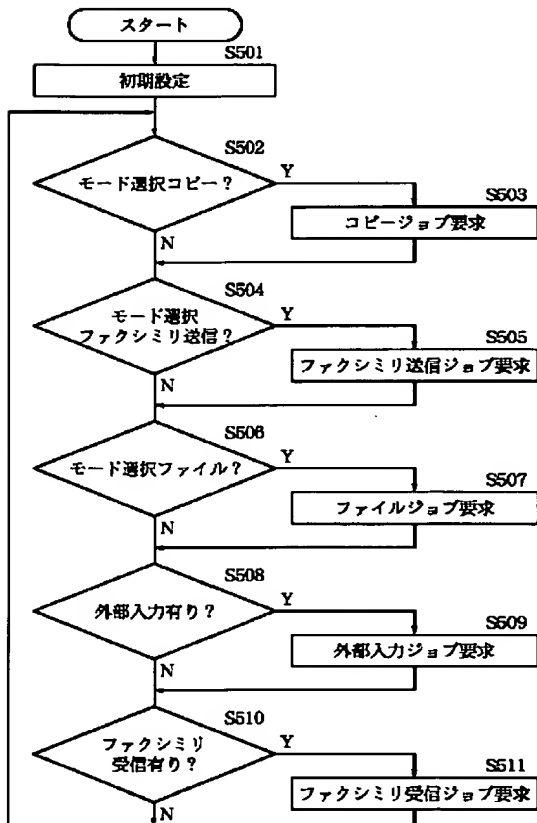 スタート
S501
初期設定
S502
モード選択コピー?
Y
S503
コピージョブ要求
N
S504
モード選択
ファクシミリ送信?
Y
S505
ファクシミリ送信ジョブ要求
N
S506
モード選択ファイル?
Y
S507
ファイルジョブ要求
N
S508
外部入力有り?
Y
S509
外部入力ジョブ要求
N
S510
ファクシミリ
受信有り?
Y
S511
ファクシミリ受信ジョブ要求
N